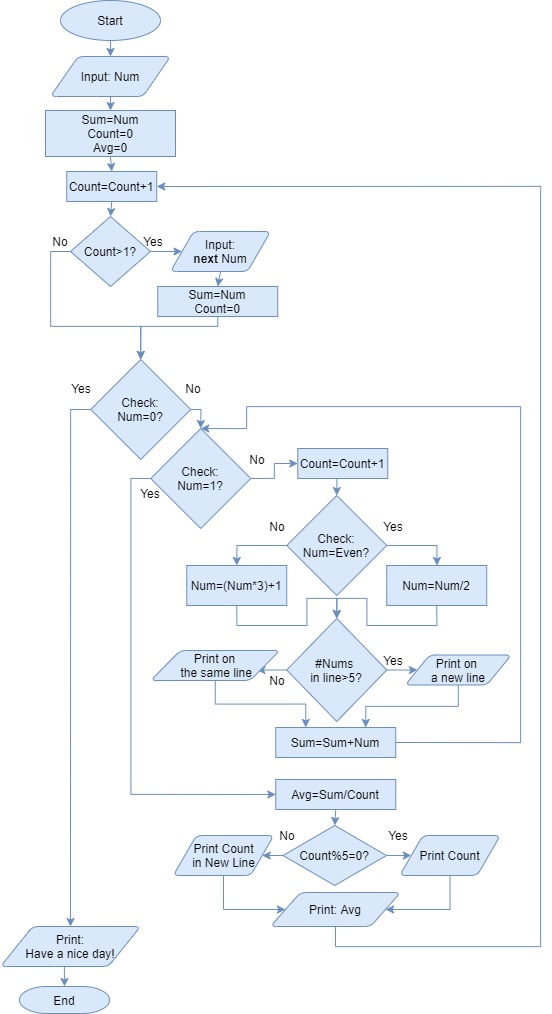 Start
Input: Num
Sum=Num
Count=0
Avg=0
Count=Count+1
No
Count>1?
Yes
Input:
next Num
Sum=Num
Count=0
Yes
Check:
Num=0?
No
Check:
Num=1?
Yes
No
Count=Count+1
No
Check:
Num=Even?
Yes
Num=(Num*3)+1
Num=Num/2
Print on
the same line
No
#Nums
in line>5?
Yes
Print on
a new line
Sum=Sum+Num
Avg=Sum/Count
No
Count%5=0?
Yes
Print Count
in New Line
Print Count
Print: Avg
Print:
Have a nice day!
End